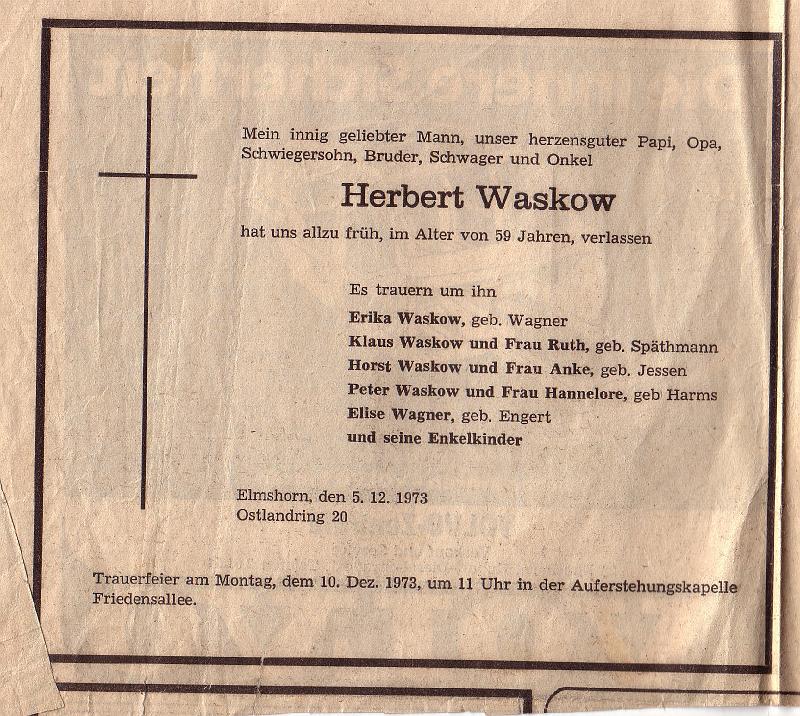 Mein innig geliebter Mann, unser herzensguter Papi, Opa,
Schwiegersohn, Bruder, Schwager und Onkel
Herbert Waskow
hat uns allzu früh, im Alter von 59 Jahren, verlassen
Es trauern um ihn
Erika Waskow, geb. Wagner
Klaus Waskow und Frau Ruth, geb. Späthmann
Horst Waskow und Frau Anke, geb. Jessen
Peter Waskow und Frau Hannelore, geb Harms
Elise Wagner, geb. Engert
und seine Enkelkinder
Elmshorn, den 5. 12. 1973
Ostlandring 20
Trauerfeier am Montag, dem 10. Dez. 1973, um 11 Uhr in der Auferstehungskapelle
Friedensallee.